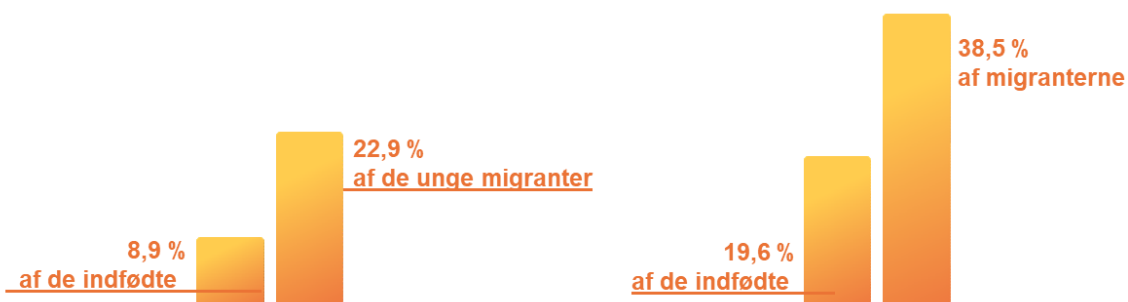 22,9 %
af de unge migranter
8,9 %
af de indfødte
38,5 %
af migranterne
19,6 %
af de indfødte